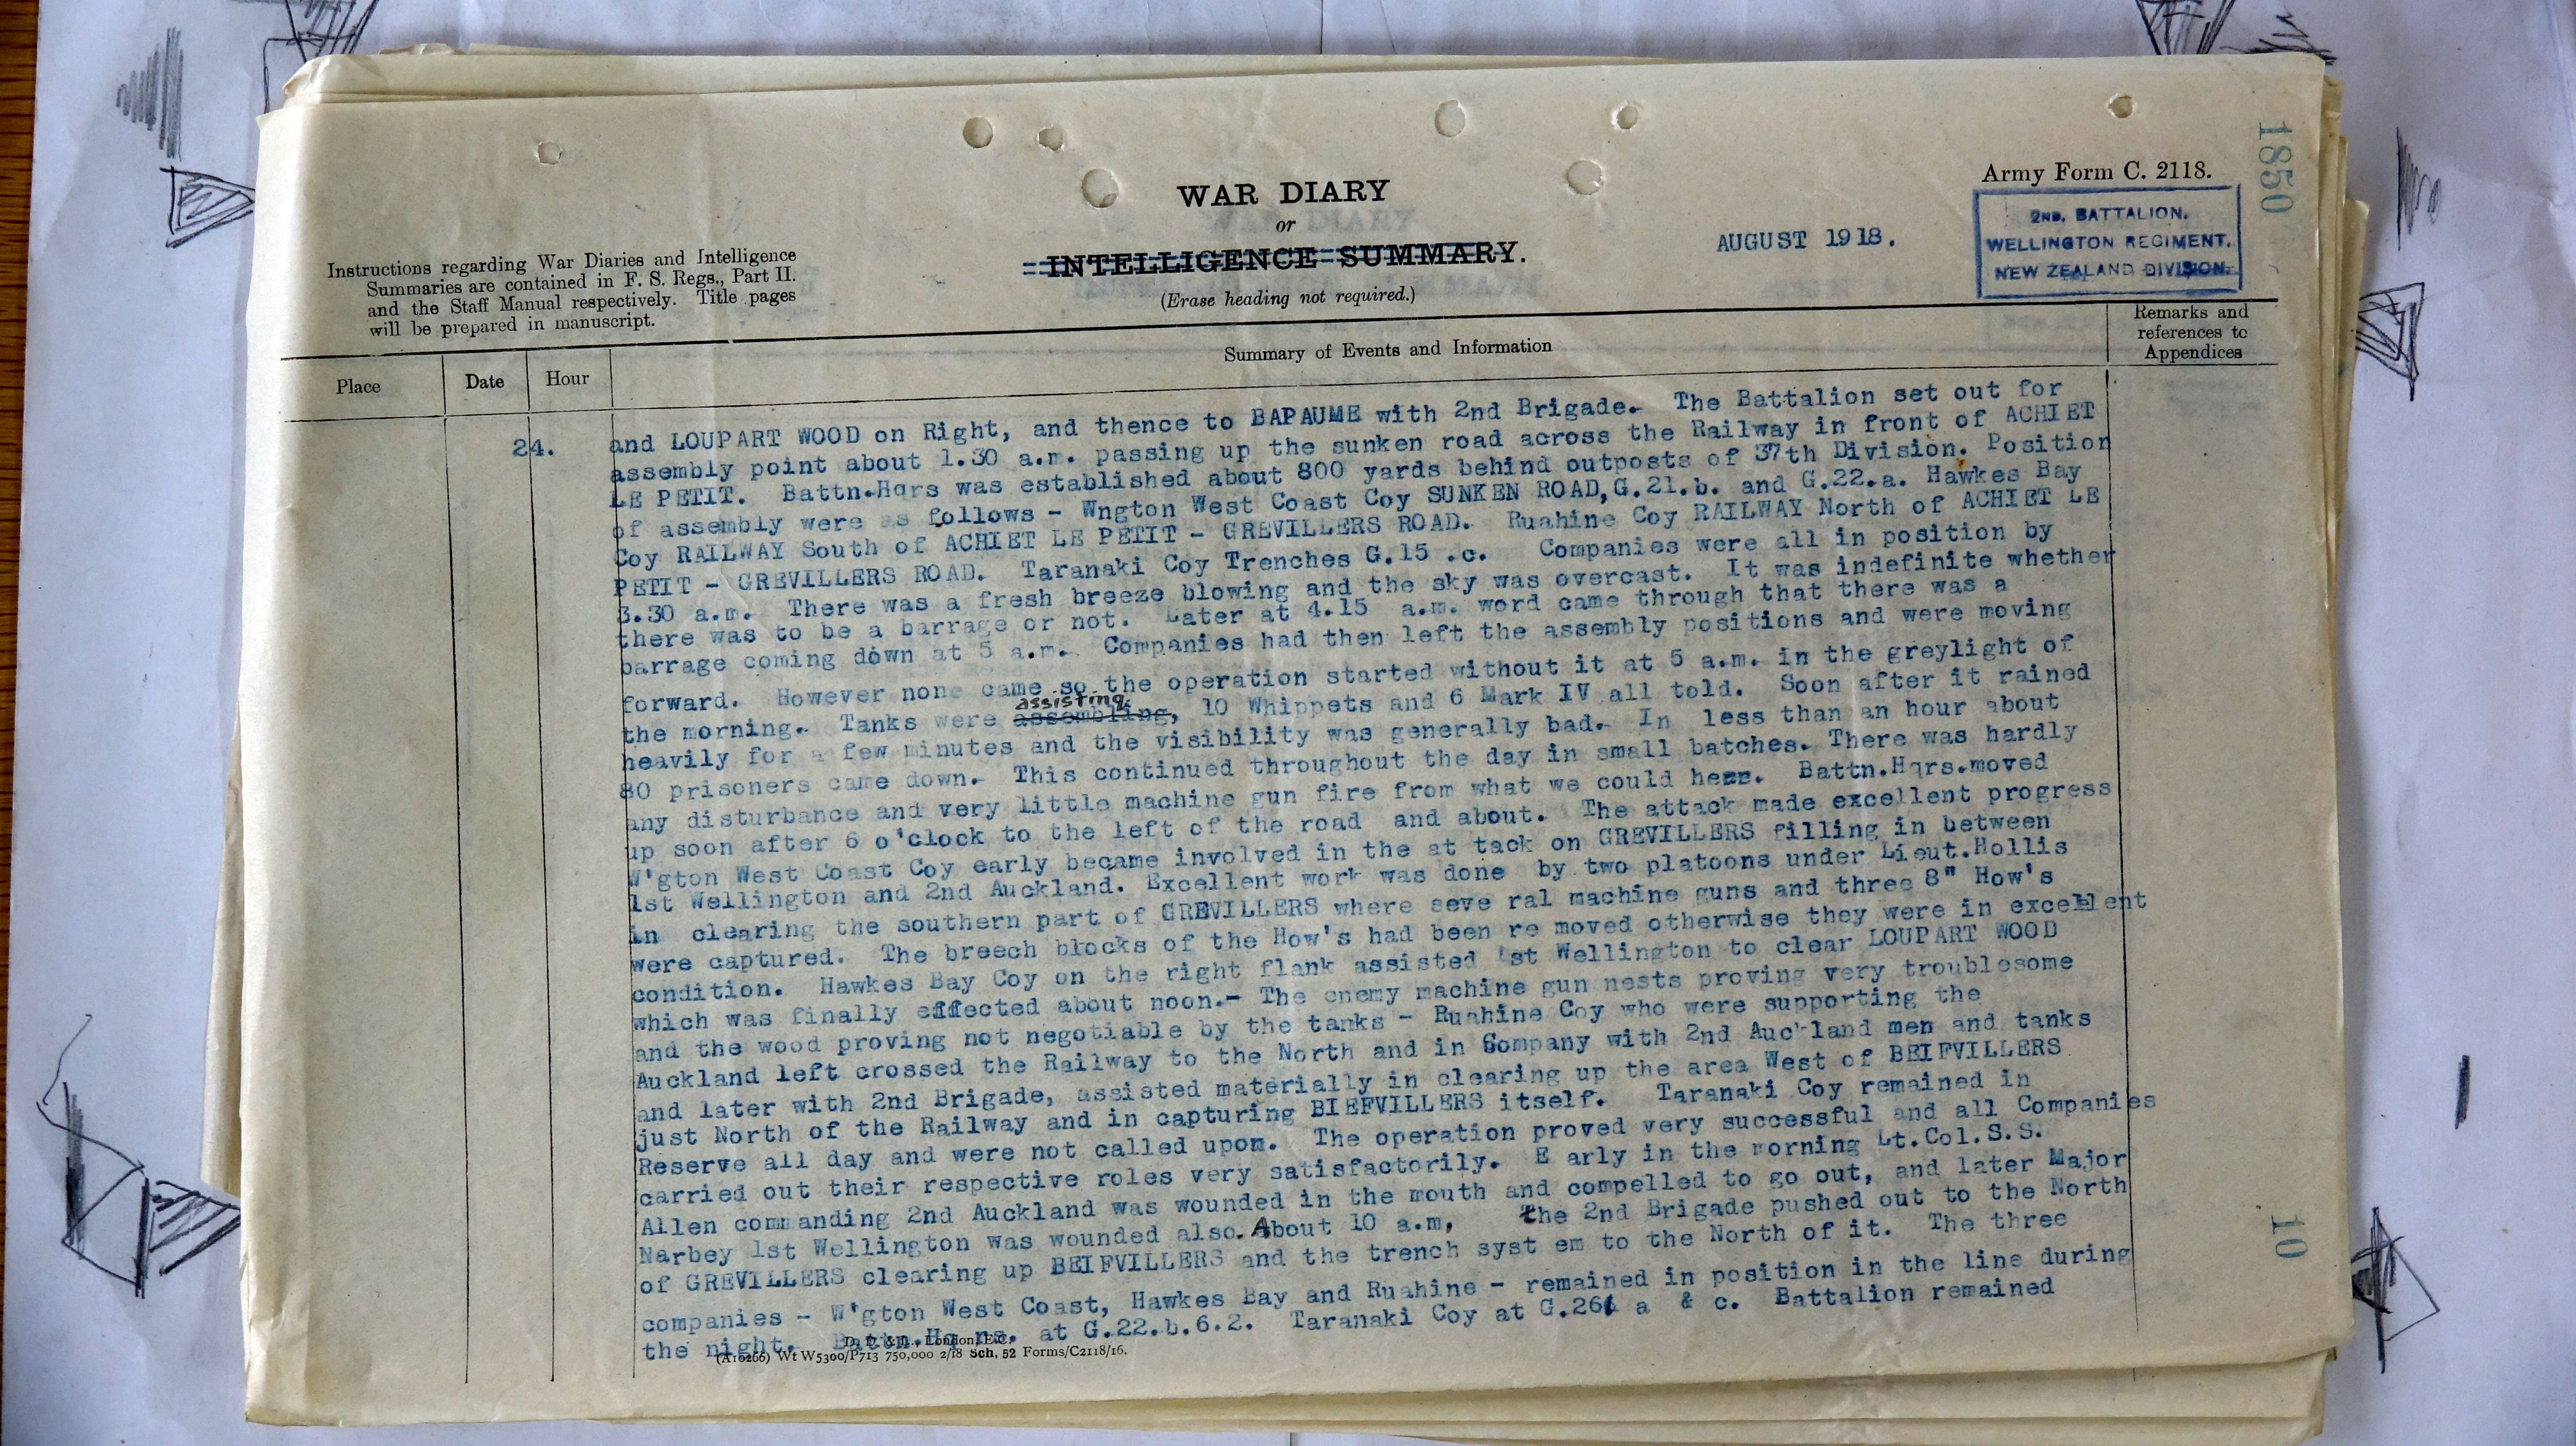 1850
Army Form C. 2118.
WAR DIARY
or
INTELLIGENCE SUMMARY.
(Erase heading not required.)
AUGUST 1918.
2ND. BATTALION.
WELLINGTON REGIMENT.
NEW ZEALAND DIVISION.
Instructions regarding War Diaries and Intelligence
Summaries are contained in F. S. Regs., Part II.
and the Staff Manual respectively. Title pages
will be prepared in manuscript.
Place
Date
Hour
Summary of Events and Information
Remarks and
references to
Appendices
24.
and LOUPART WOOD on Right, and thence to BAPAUME with 2nd Brigade. The Battalion set out for
assembly point about 1.30 a.m. passing up the sunken road across the Railway in front of ACHIET
LE PETIT. Battn.Hqrs was established about 800 yards behind outposts of 37th Division. Position
of assembly were as follows - Wngton West Coast Coy SUNKEN ROAD,G.21.b. and G.22.a. Hawkes Bay
Coy RAILWAY South of ACHIET LE PETIT - GREVILLERS ROAD. Ruahine Coy RAILWAY North of ACHIET LE
PETIT - GREVILLERS ROAD. Taranaki Coy Trenches G.15 .c. Companies were all in position by
3.30 a.m. There was a fresh breeze blowing and the sky was overcast. It was indefinite whether
there was to be a barrage or not. Later at 4.15 a.m. word came through that there was a
barrage coming down at 5 a.m. Companies had then left the assembly positions and were moving
forward. However none came so the operation started without it at 5 a.m. in the greylight of
assisting
the morning. Tanks were assembling, 10 Whippets and 6 Mark IV all told. Soon after it rained
heavily for a few minutes and the visibility was generally bad. In less than an hour about
80 prisoners came down. This continued throughout the day in small batches. There was hardly
any disturbance and very little machine gun fire from what we could hear. Battn.Hqrs.moved
up soon after 6 o'clock to the left of the road and about. The attack made excellent progress
W'gton West Coast Coy early became involved in the at tack on GREVILLERS filling in between
1st Wellington and 2nd Auckland. Excellent work was done by two platoons under Lieut.Hollis
in clearing the southern part of GREVILLERS where seve ral machine guns and three 8" How's
were captured. The breech blocks of the How's had been re moved otherwise they were in excellent
condition. Hawkes Bay Coy on the right flank assisted 1st Wellington to clear LOUPART WOOD
which was finally effected about noon.- The enemy machine gun nests proving very troublesome
and the wood proving not negotiable by the tanks - Ruahine Coy who were supporting the
Auckland left crossed the Railway to the North and in Company with 2nd Auckland men and tanks
and later with 2nd Brigade, assisted materially in clearing up the area West of BEIFVILLERS
just North of the Railway and in capturing BIEFVILLERS itself. Taranaki Coy remained in
Reserve all day and were not called upon. The operation proved very successful and all Companies
carried out their respective roles very satisfactorily. E arly in the morning Lt.Col.S.S.
Allen commanding 2nd Auckland was wounded in the mouth and compelled to go out, and later Major
Narbey 1st Wellington was wounded also. About 10 a.m, the 2nd Brigade pushed out to the North
of GREVILLERS clearing up BEIFVILLERS and the trench syst em to the North of it. The three
companies - W'gton West Coast, Hawkes Bay and Ruahine - remained in position in the line during
the night. Battn.Hqrs. at G.22.b.6.2. Taranaki Coy at G.26 a & c. Battalion remained
D. D. & L., London, E.C.
(A10266) Wt W5300/P713 750,000 2/18 Sch, 52 Forms/C2118/16.
10